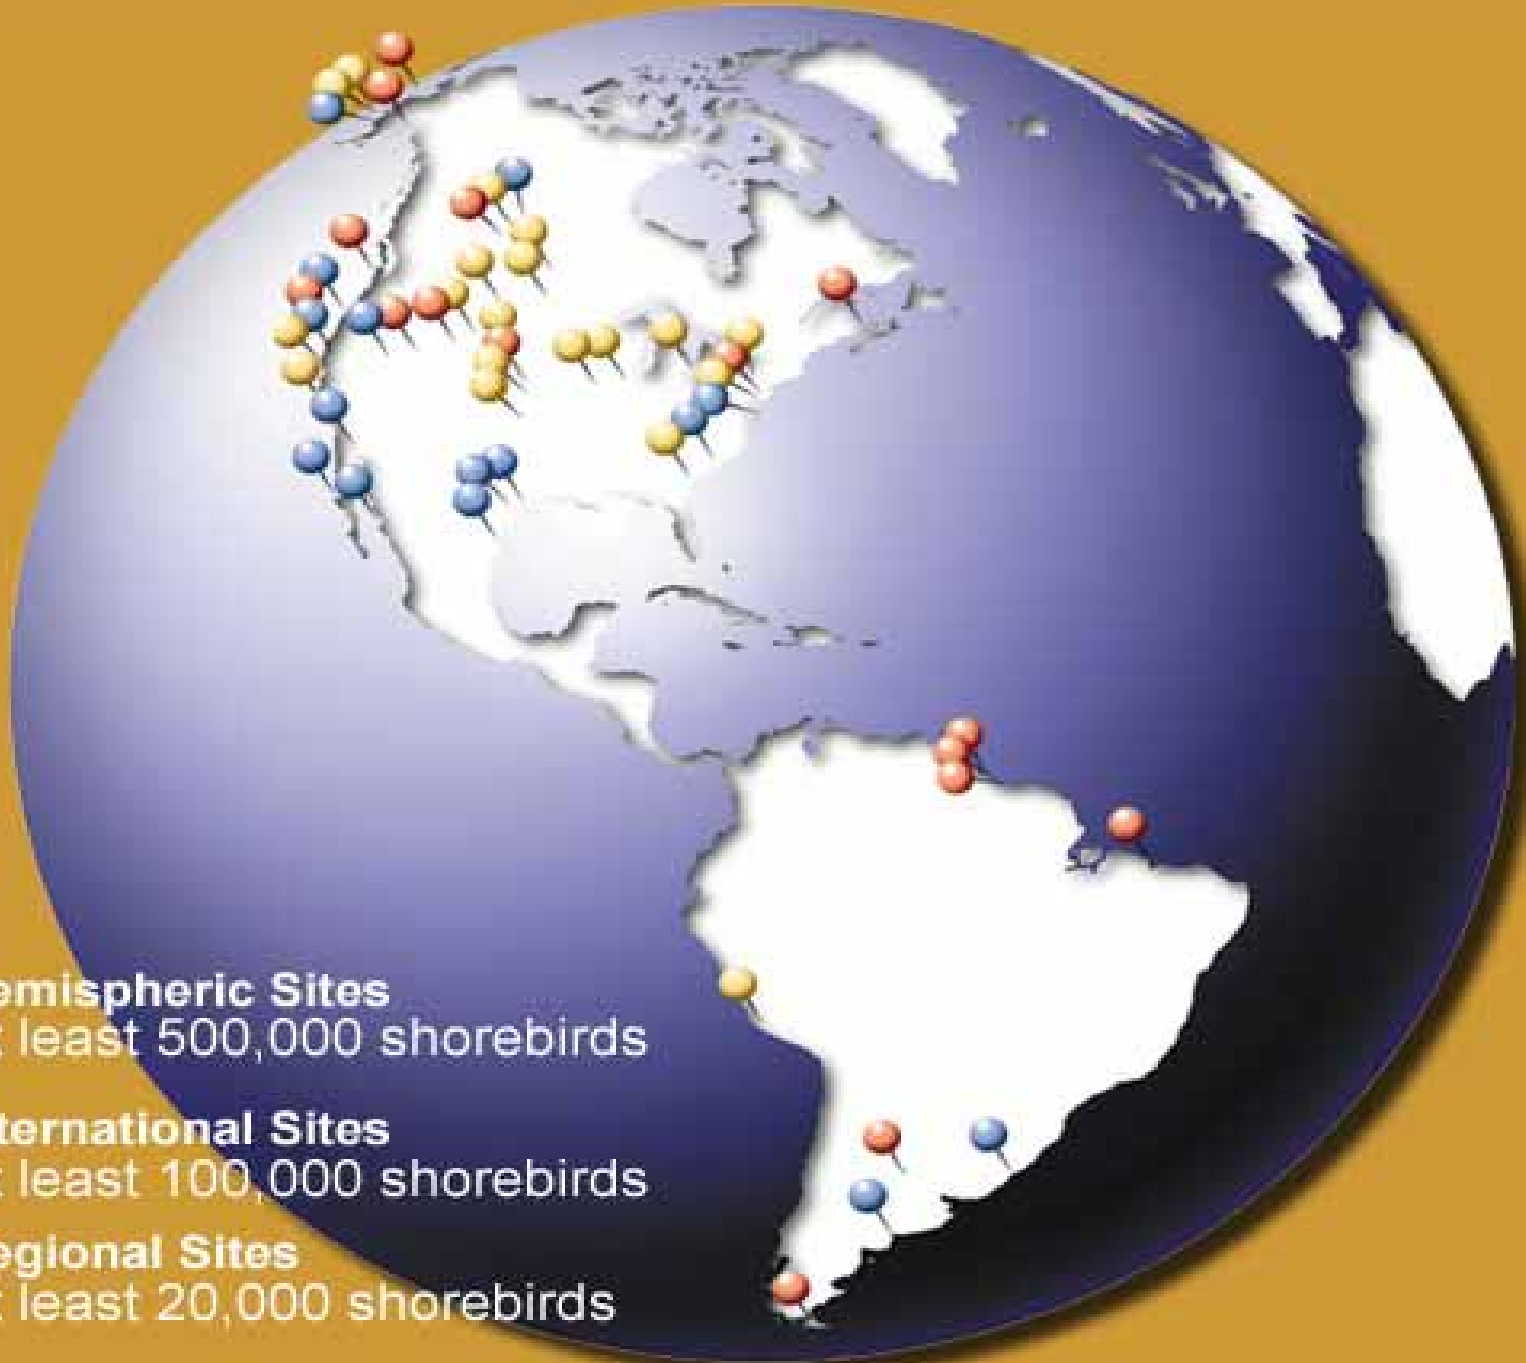 emispheric Sites
t least 500,000 shorebirds
ternational Sites
t least 100,000 shorebirds
egional Sites
t least 20,000 shorebirds